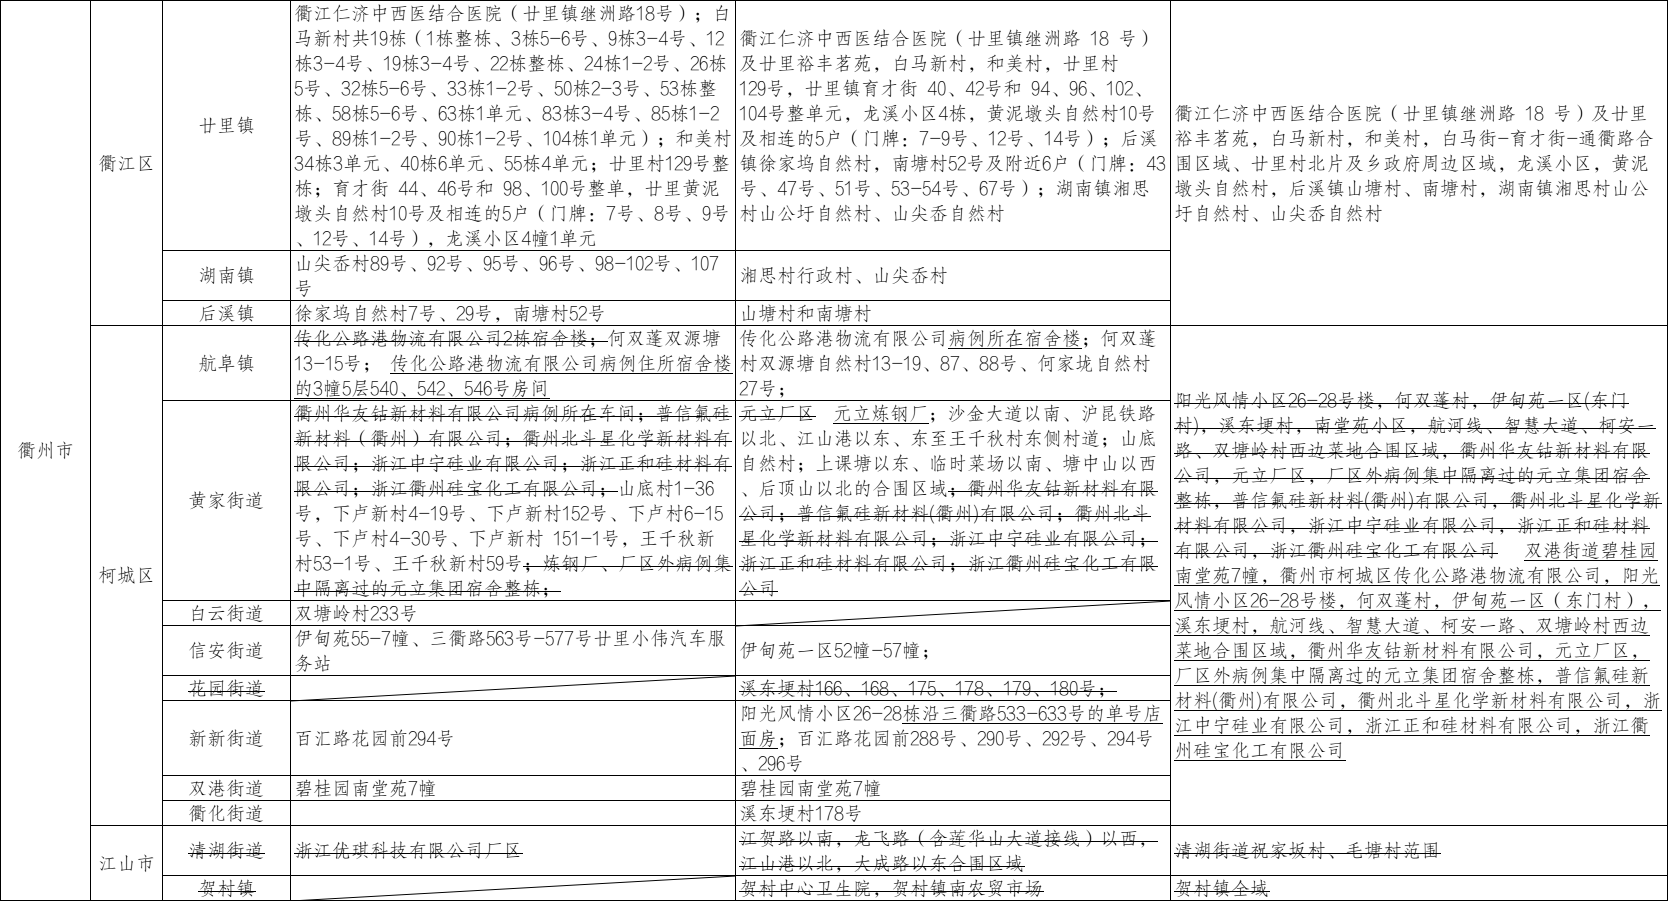 衢州市
衢江区
廿里镇
衢江仁济中西医结合医院（廿里镇继洲路18号）；白
马新村共19栋（1栋整栋、3栋5-6号、9栋3-4号、12
栋3-4号、19栋3-4号、22栋整栋、24栋1-2号、26栋
5号、32栋5-6号、33栋1-2号、50栋2-3号、53栋整
栋、58栋5-6号、63栋1单元、83栋3-4号、85栋1-2
号、89栋1-2号、90栋1-2号、104栋1单元）；和美村
34栋3单元、40栋6单元、55栋4单元；廿里村129号整
栋；育才街 44、46号和 98、100号整单，廿里黄泥
墩头自然村10号及相连的5户（门牌：7号、8号、9号
、12号、14号），龙溪小区4幢1单元
衢江仁济中西医结合医院（廿里镇继洲路 18 号）
及廿里裕丰茗苑，白马新村，和美村，廿里村
129号，廿里镇育才街 40、42号和 94、96、102、
104号整单元，龙溪小区4栋，黄泥墩头自然村10号
及相连的5户（门牌：7-9号、12号、14号）；后溪
镇徐家坞自然村，南塘村52号及附近6户（门牌：43
号、47号、51号、53-54号、67号）；湖南镇湘思
村山公圩自然村、山尖岙自然村
衢江仁济中西医结合医院（廿里镇继洲路 18 号）及廿里
裕丰茗苑，白马新村，和美村，白马街-育才街-通衢路合
围区域、廿里村北片及乡政府周边区域，龙溪小区，黄泥
墩头自然村，后溪镇山塘村、南塘村，湖南镇湘思村山公
圩自然村、山尖岙自然村
湖南镇
山尖岙村89号、92号、95号、96号、98-102号、107
号
湘思村行政村、山尖岙村
后溪镇
徐家坞自然村7号、29号，南塘村52号
山塘村和南塘村
柯城区
航阜镇
传化公路港物流有限公司2栋宿舍楼；何双蓬双源塘
13-15号； 传化公路港物流有限公司病例住所宿舍楼
的3幢5层540、542、546号房间
传化公路港物流有限公司病例所在宿舍楼；何双蓬
村双源塘自然村13-19、87、88号、何家垅自然村
27号；
黄家街道
衢州华友钴新材料有限公司病例所在车间；普信氟硅
新材料（衢州）有限公司；衢州北斗星化学新材料有
限公司；浙江中宁硅业有限公司；浙江正和硅材料有
限公司；浙江衢州硅宝化工有限公司；山底村1-36
号，下卢新村4-19号、下卢新村152号、下卢村6-15
号、下卢村4-30号、下卢新村 151-1号，王千秋新
村53-1号、王千秋新村59号；炼钢厂、厂区外病例集
中隔离过的元立集团宿舍整栋；
元立厂区 元立炼钢厂；沙金大道以南、沪昆铁路
以北、江山港以东、东至王千秋村东侧村道；山底
自然村；上课塘以东、临时菜场以南、塘中山以西
、后顶山以北的合围区域；衢州华友钴新材料有限
公司；普信氟硅新材料(衢州)有限公司；衢州北斗
星化学新材料有限公司；浙江中宁硅业有限公司；
浙江正和硅材料有限公司；浙江衢州硅宝化工有限
公司
阳光风情小区26-28号楼，何双蓬村，伊甸苑一区(东门
村)，溪东埂村，南堂苑小区，航河线、智慧大道、柯安一
路、双塘岭村西边菜地合围区域，衢州华友钴新材料有限
公司，元立厂区，厂区外病例集中隔离过的元立集团宿舍
整栋，普信氟硅新材料(衢州)有限公司，衢州北斗星化学新
材料有限公司，浙江中宁硅业有限公司，浙江正和硅材料
有限公司，浙江衢州硅宝化工有限公司 双港街道碧桂园
南堂苑7幢，衢州市柯城区传化公路港物流有限公司，阳光
风情小区26-28号楼，何双蓬村，伊甸苑一区（东门村），
溪东埂村，航河线、智慧大道、柯安一路、双塘岭村西边
菜地合围区域，衢州华友钴新材料有限公司，元立厂区，
厂区外病例集中隔离过的元立集团宿舍整栋，普信氟硅新
材料(衢州)有限公司，衢州北斗星化学新材料有限公司，浙
江中宁硅业有限公司，浙江正和硅材料有限公司，浙江衢
州硅宝化工有限公司
白云街道
双塘岭村233号
信安街道
伊甸苑55-7幢、三衢路563号-577号廿里小伟汽车服
务站
伊甸苑一区52幢-57幢；
花园街道
溪东埂村166、168、175、178、179、180号；
新新街道
百汇路花园前294号
阳光风情小区26-28栋沿三衢路533-633号的单号店
面房；百汇路花园前288号、290号、292号、294号
、296号
双港街道
碧桂园南堂苑7幢
碧桂园南堂苑7幢
衢化街道
溪东埂村178号
江山市
清湖街道
浙江优琪科技有限公司厂区
江贺路以南，龙飞路（含莲华山大道接线）以西，
江山港以北，大成路以东合围区域
清湖街道祝家坂村、毛塘村范围
贺村镇
贺村中心卫生院，贺村镇南农贸市场
贺村镇全域